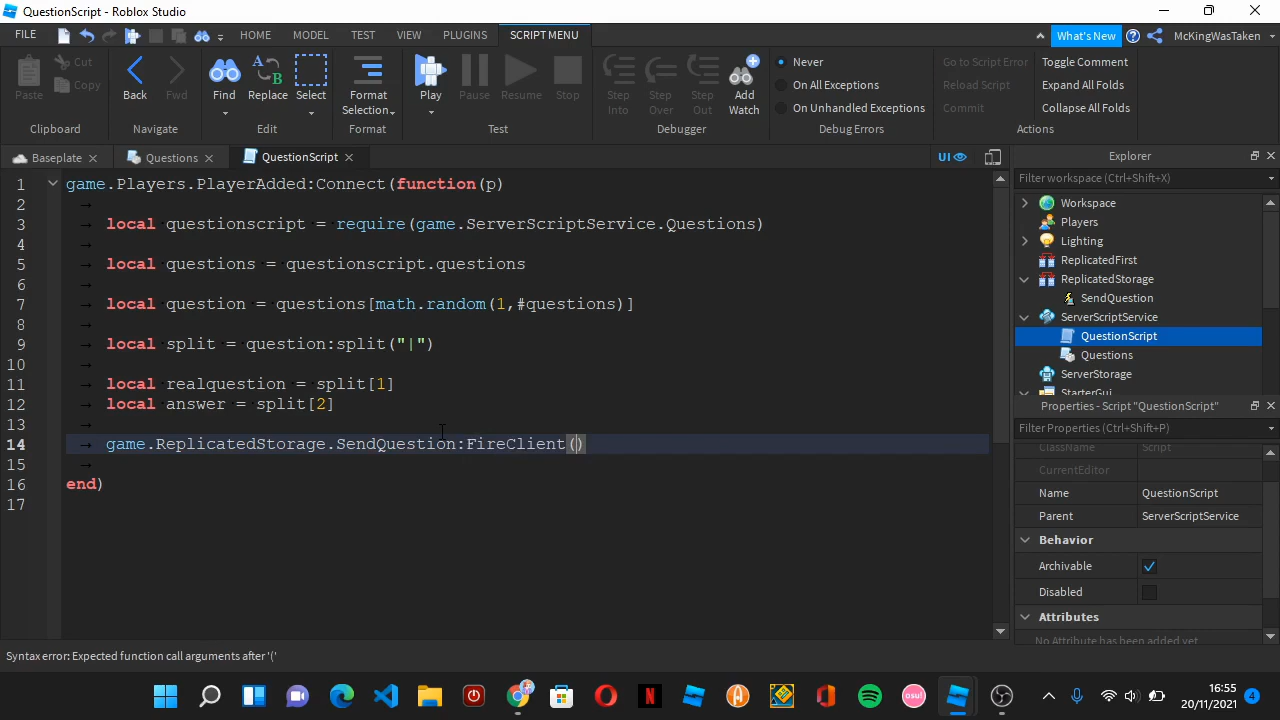 QuestionScript - Roblox Studio
FILE HOME MODEL TEST VIEW PLUGINS SCRIPT MENU What's New McKingWasTaken
Paste Cut Copy
Back Fwd
Find Replace Select
Format Selection
Play Pause Resume Stop
Step Into Step Over Step Out Add Watch
Never
On All Exceptions
On Unhandled Exceptions
Go to Script Error
Reload Script
Commit
Toggle Comment
Expand All Folds
Collapse All Folds
Clipboard Navigate Edit Format Test Debugger Debug Errors Actions
Baseplate Questions QuestionScript UI
1 game.Players.PlayerAdded:Connect(function(p)
2
3 local questionscript = require(game.ServerScriptService.Questions)
4
5 local questions = questionscript.questions
6
7 local question = questions[math.random(1,#questions)]
8
9 local split = question:split("|")
10
11 local realquestion = split[1]
12 local answer = split[2]
13
14 game.ReplicatedStorage.SendQuestion:FireClient()
15
16 end)
17
Explorer
Filter workspace (Ctrl+Shift+X)
Workspace
Players
Lighting
ReplicatedFirst
ReplicatedStorage
SendQuestion
ServerScriptService
QuestionScript
Questions
ServerStorage
StarterGui
Properties - Script "QuestionScript"
Filter Properties (Ctrl+Shift+P)
ClassName Script
CurrentEditor
Name QuestionScript
Parent ServerScriptService
Behavior
Archivable
Disabled
Attributes
No Attribute has been added yet
Syntax error: Expected function call arguments after '('
osu!
16:55
20/11/2021
4